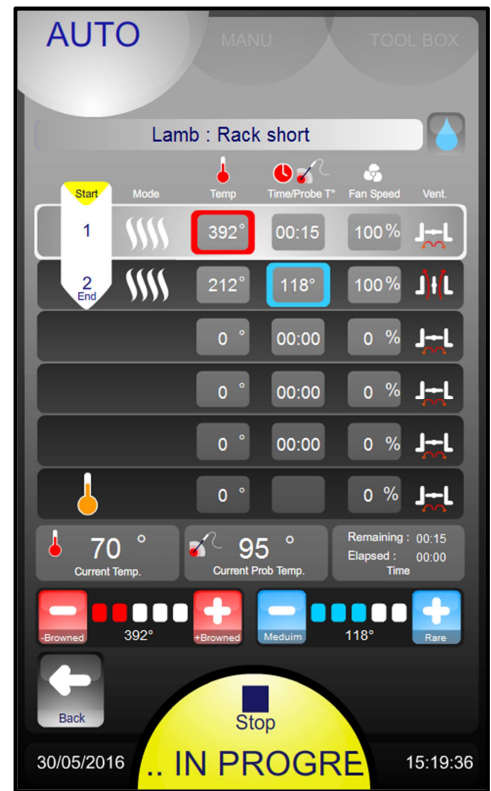 AUTO MANU TOOL BOX
Lamb : Rack short
Start Mode Temp Time/Probe T° Fan Speed Vent.
1 392° 00:15 100 %
2 212° 118° 100 %
End
0 ° 00:00 0 %
0 ° 00:00 0 %
0 ° 00:00 0 %
0 ° 0 %
70 ° 95 ° Remaining : 00:15
Elapsed : 00:00
Current Temp. Current Prob Temp. Time
-Browned 392° +Browned Meduim 118° Rare
Back
Stop
30/05/2016 .. IN PROGRE 15:19:36